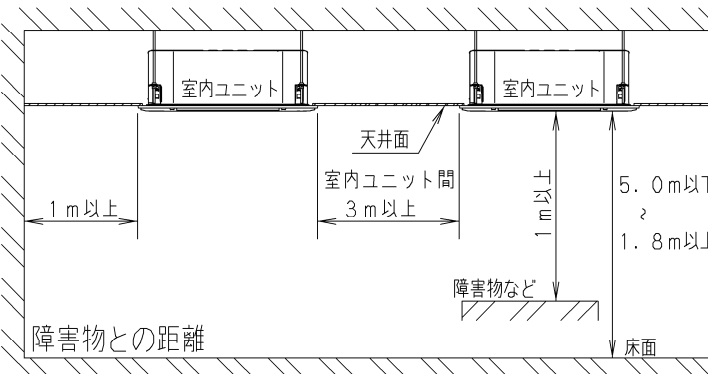 室内ユニット
室内ユニット
天井面
室内ユニット間
3m以上
1m以上
1m以上
5.0m以下
~
1.8m以上
障害物など
障害物との距離
床面